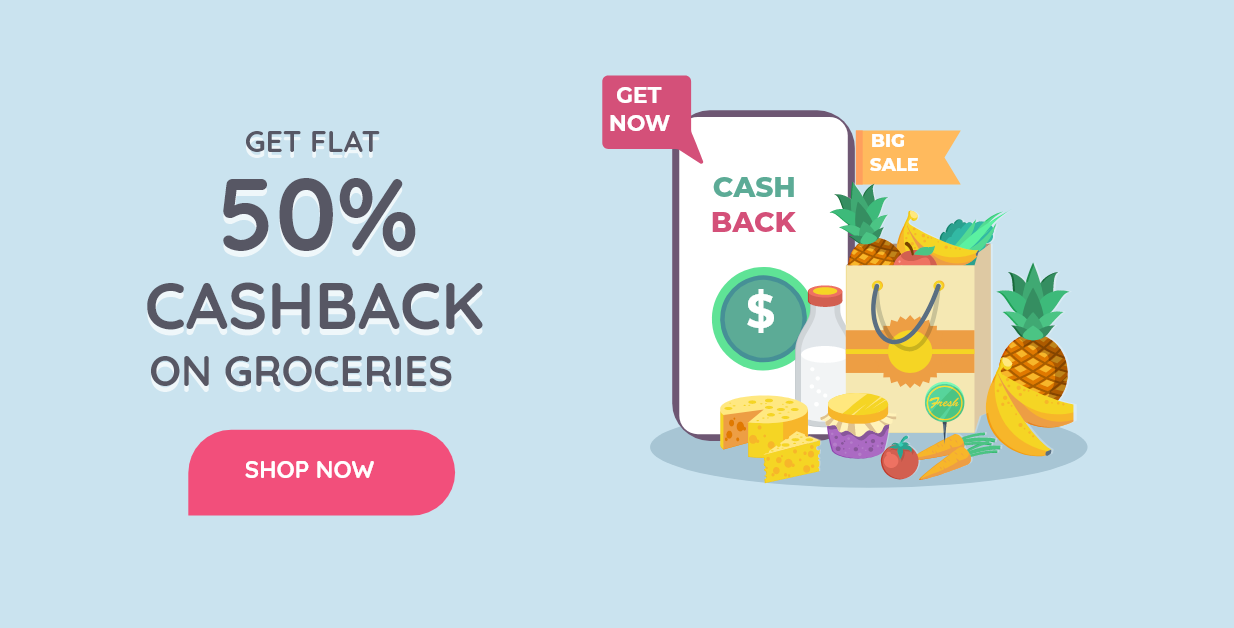 GET FLAT
50%
CASHBACK
ON GROCERIES
SHOP NOW
GET
NOW
BIG
SALE
CASH
BACK
$
Fresh